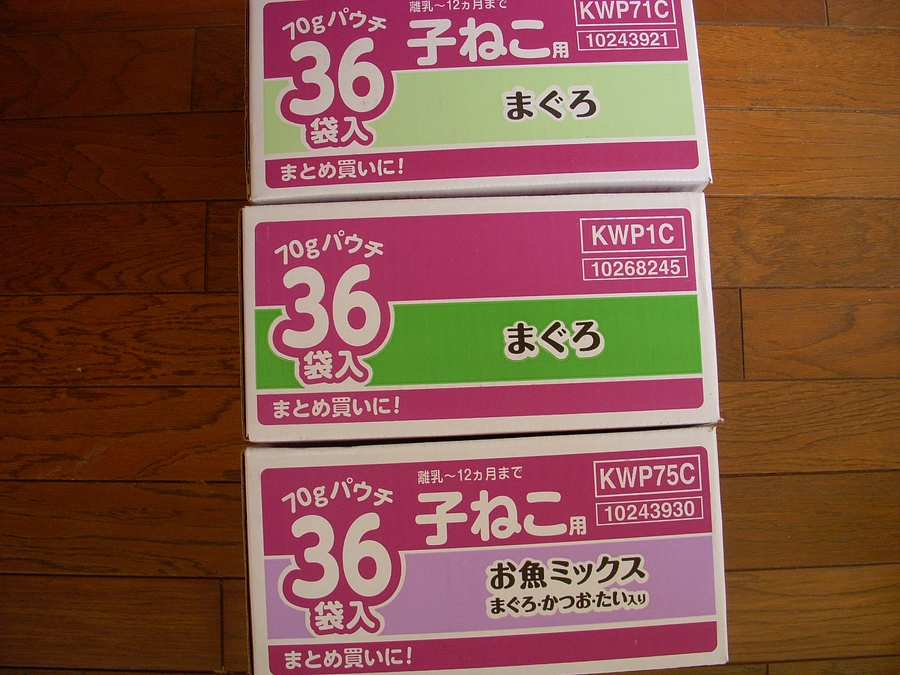 70gパウチ
36
袋入
離乳～12ヵ月まで
子ねこ用
KWP71C
10243921
まぐろ
まとめ買いに!
70gパウチ
36
袋入
KWP1C
10268245
まぐろ
まとめ買いに!
70gパウチ
36
袋入
離乳～12ヵ月まで
子ねこ用
KWP75C
10243930
お魚ミックス
まぐろ・かつお・たい入り
まとめ買いに!